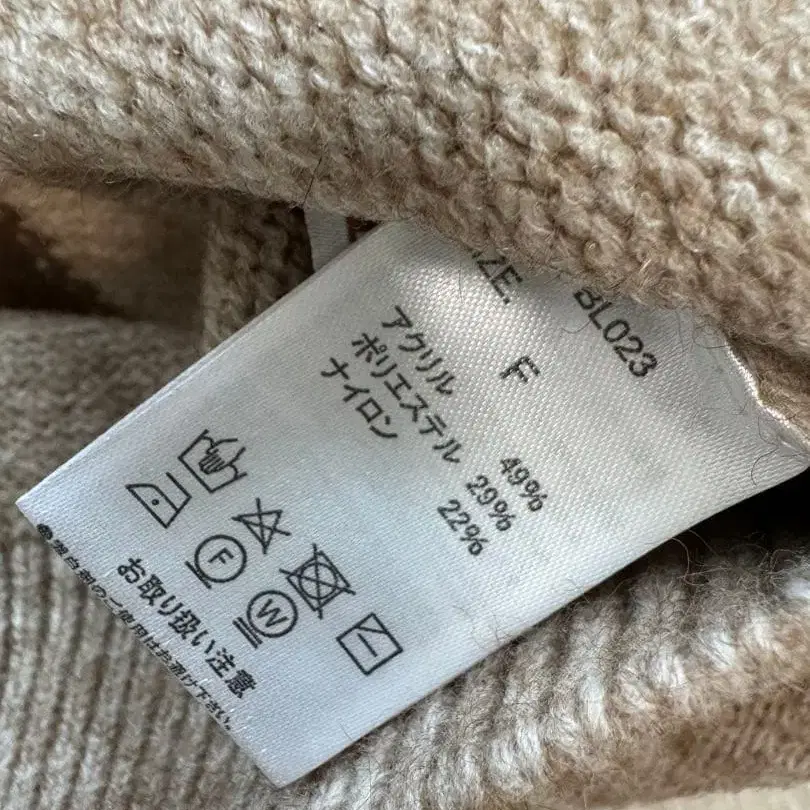 BL023
ZE. F
アクリル 49%
ポリエステル 29%
ナイロン 22%
F
W
お取り扱い注意